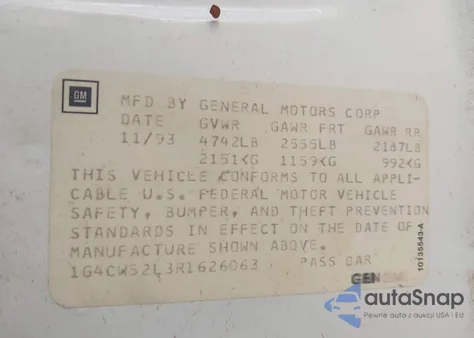 GM
MFD BY GENERAL MOTORS CORP
DATE GVWR GAWR FRT GAWR RR
11/93 4742LB 2555LB 2187LB
2151KG 1159KG 992KG
THIS VEHICLE CONFORMS TO ALL APPLI-
CABLE U.S. FEDERAL MOTOR VEHICLE
SAFETY, BUMPER, AND THEFT PREVENTION
STANDARDS IN EFFECT ON THE DATE OF
MANUFACTURE SHOWN ABOVE.
1G4CW52L3R1626063 PASS CAR
10135543-A
autoSnap
Pewne auta z aukcji USA i EU